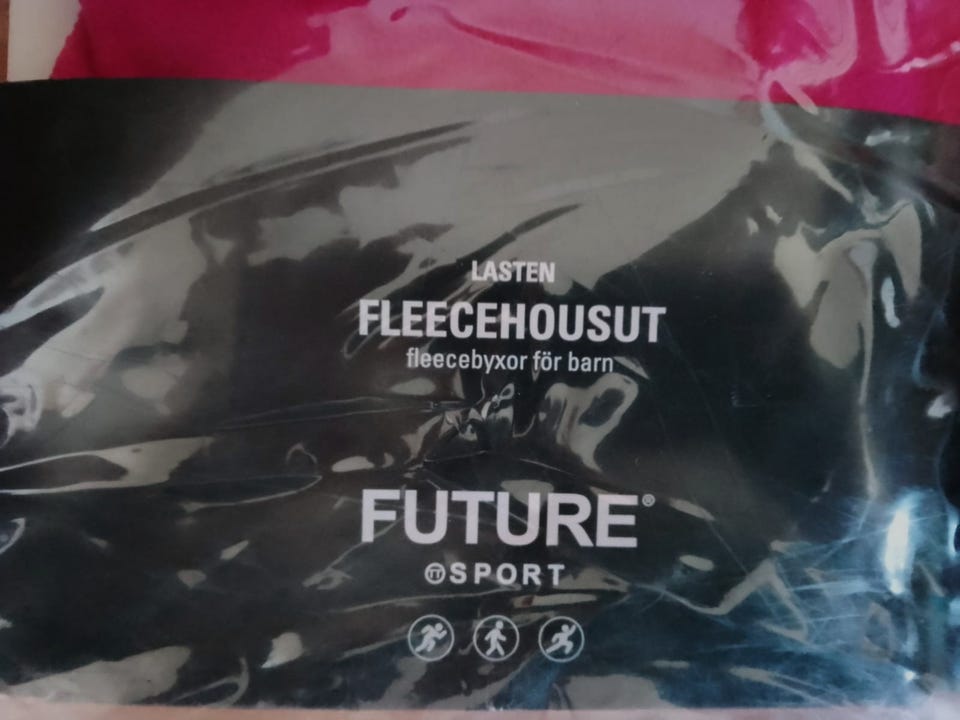 LASTEN
FLEECEHOUSUT
fleecebyxor för barn
FUTURE®
SPORT